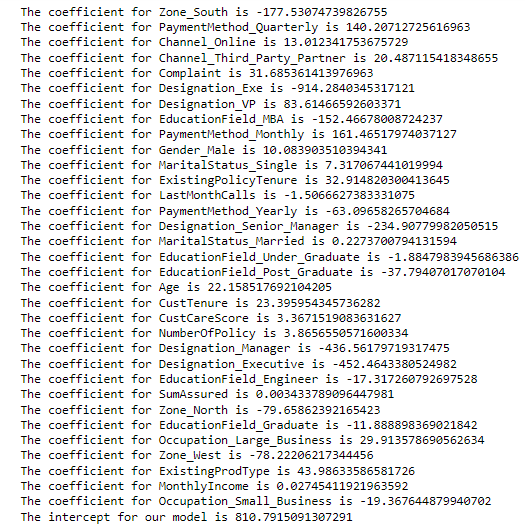 The coefficient for Zone_South is -177.53074739826755
The coefficient for PaymentMethod_Quarterly is 140.20712725616963
The coefficient for Channel_Online is 13.012341753675729
The coefficient for Channel_Third_Party_Partner is 20.487115418348655
The coefficient for Complaint is 31.685361413976963
The coefficient for Designation_Exe is -914.2840345317121
The coefficient for Designation_VP is 83.61466592603371
The coefficient for EducationField_MBA is -152.46678008724237
The coefficient for PaymentMethod_Monthly is 161.46517974037127
The coefficient for Gender_Male is 10.083903510394341
The coefficient for MaritalStatus_Single is 7.317067441019994
The coefficient for ExistingPolicyTenure is 32.914820300413645
The coefficient for LastMonthCalls is -1.5066627383331075
The coefficient for PaymentMethod_Yearly is -63.09658265704684
The coefficient for Designation_Senior_Manager is -234.90779982050515
The coefficient for MaritalStatus_Married is 0.2273700794131594
The coefficient for EducationField_Under_Graduate is -1.8847983945686386
The coefficient for EducationField_Post_Graduate is -37.79407017070104
The coefficient for Age is 22.158517692104205
The coefficient for CustTenure is 23.395954345736282
The coefficient for CustCareScore is 3.3671519083631627
The coefficient for NumberOfPolicy is 3.8656550571600334
The coefficient for Designation_Manager is -436.56179719317475
The coefficient for Designation_Executive is -452.4643380524982
The coefficient for EducationField_Engineer is -17.317260792697528
The coefficient for SumAssured is 0.003433789096447981
The coefficient for Zone_North is -79.65862392165423
The coefficient for EducationField_Graduate is -11.888898369021842
The coefficient for Occupation_Large_Business is 29.913578690562634
The coefficient for Zone_West is -78.22206217344456
The coefficient for ExistingProdType is 43.98633586581726
The coefficient for MonthlyIncome is 0.02745411921963592
The coefficient for Occupation_Small_Business is -19.367644879940702
The intercept for our model is 810.7915091307291